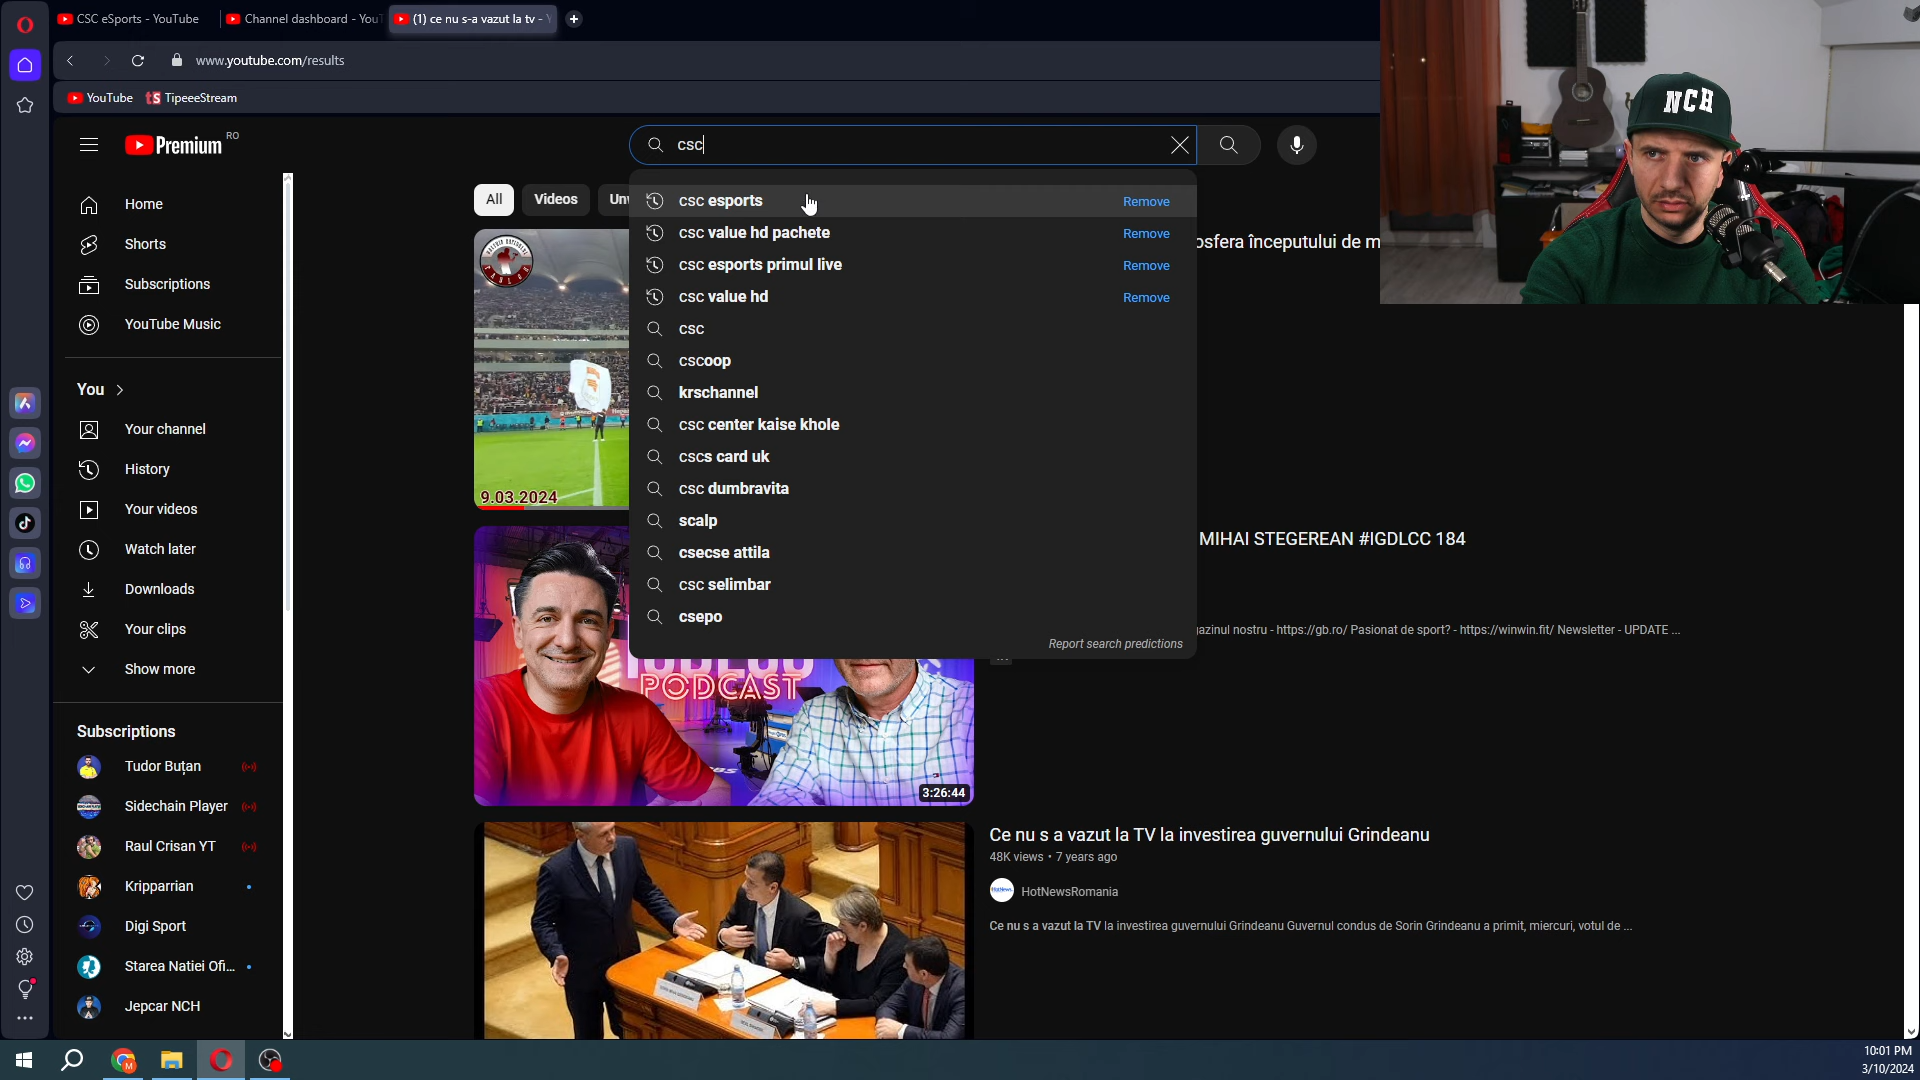 CSC eSports - YouTube
Channel dashboard - You
(1) ce nu s-a vazut la tv -
www.youtube.com/results
YouTube
TipeeeStream
Premium RO
csc
NCH
Home
Shorts
Subscriptions
YouTube Music
You
Your channel
History
Your videos
Watch later
Downloads
Your clips
Show more
Subscriptions
Tudor Buțan
Sidechain Player
Raul Crisan YT
Kripparrian
Digi Sport
Starea Natiei Ofi...
Jepcar NCH
All
Videos
csc esports
Remove
csc value hd pachete
Remove
csc esports primul live
Remove
csc value hd
Remove
csc
cscoop
krschannel
csc center kaise khole
cscs card uk
csc dumbravita
scalp
csecse attila
csc selimbar
csepo
Report search predictions
osfera începutului de m
9.03.2024
MIHAI STEGEREAN #IGDLCC 184
azinul nostru - https://gb.ro/ Pasionat de sport? - https://winwin.fit/ Newsletter - UPDATE ...
PODCAST
3:26:44
Ce nu s a vazut la TV la investirea guvernului Grindeanu
48K views • 7 years ago
HotNewsRomania
Ce nu s a vazut la TV la investirea guvernului Grindeanu Guvernul condus de Sorin Grindeanu a primit, miercuri, votul de ...
10:01 PM
3/10/2024